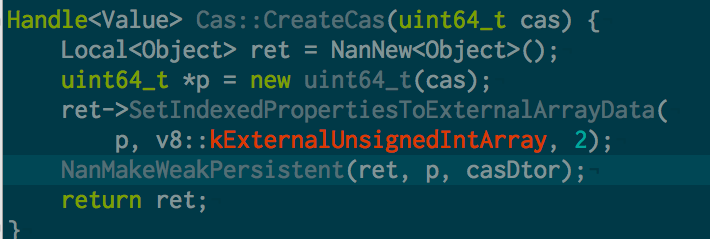 Handle<Value> Cas::CreateCas(uint64_t cas) {
    Local<Object> ret = NanNew<Object>();
    uint64_t *p = new uint64_t(cas);
    ret->SetIndexedPropertiesToExternalArrayData(
        p, v8::kExternalUnsignedIntArray, 2);
    NanMakeWeakPersistent(ret, p, casDtor);
    return ret;
}